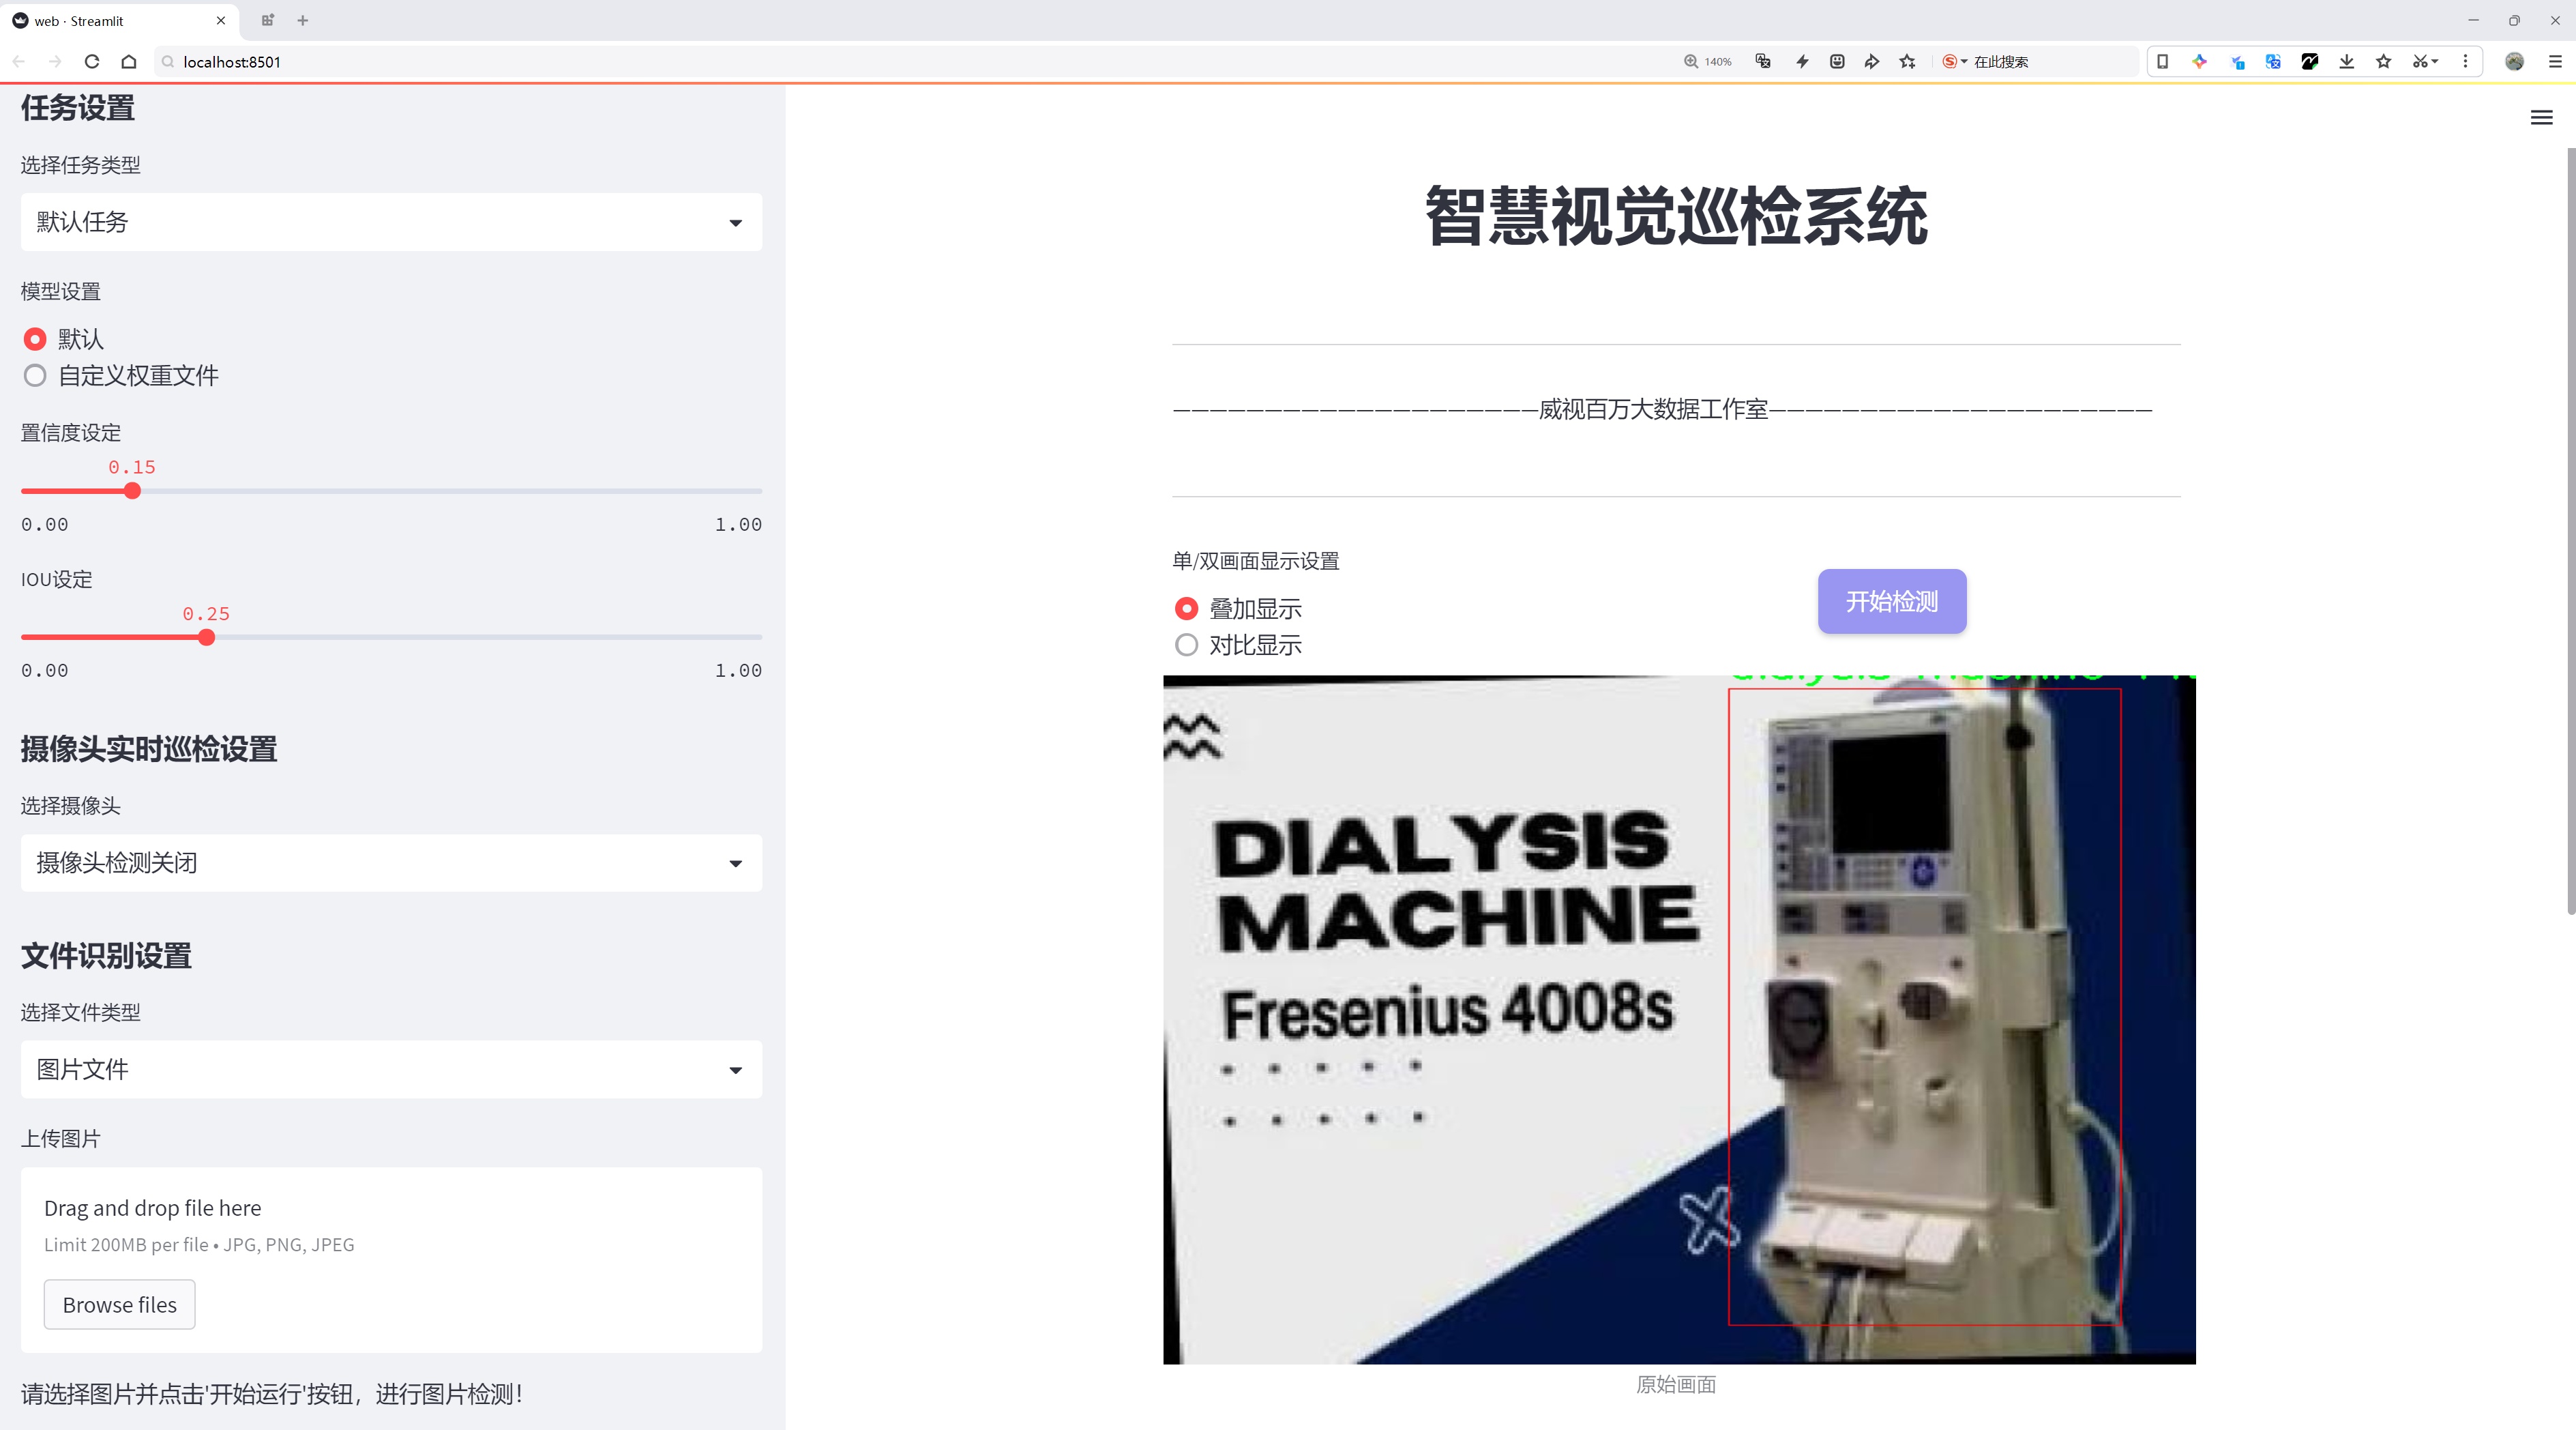 web · Streamlit
localhost:8501
140%
在此搜索
任务设置
选择任务类型
默认任务
模型设置
默认
自定义权重文件
置信度设定
0.15
0.00
1.00
IOU设定
0.25
0.00
1.00
摄像头实时巡检设置
选择摄像头
摄像头检测关闭
文件识别设置
选择文件类型
图片文件
上传图片
Drag and drop file here
Limit 200MB per file • JPG, PNG, JPEG
Browse files
请选择图片并点击'开始运行'按钮，进行图片检测！
智慧视觉巡检系统
————————————————————威视百万大数据工作室—————————————————————
单/双画面显示设置
叠加显示
对比显示
开始检测
DIALYSIS
MACHINE
Fresenius 4008s
原始画面